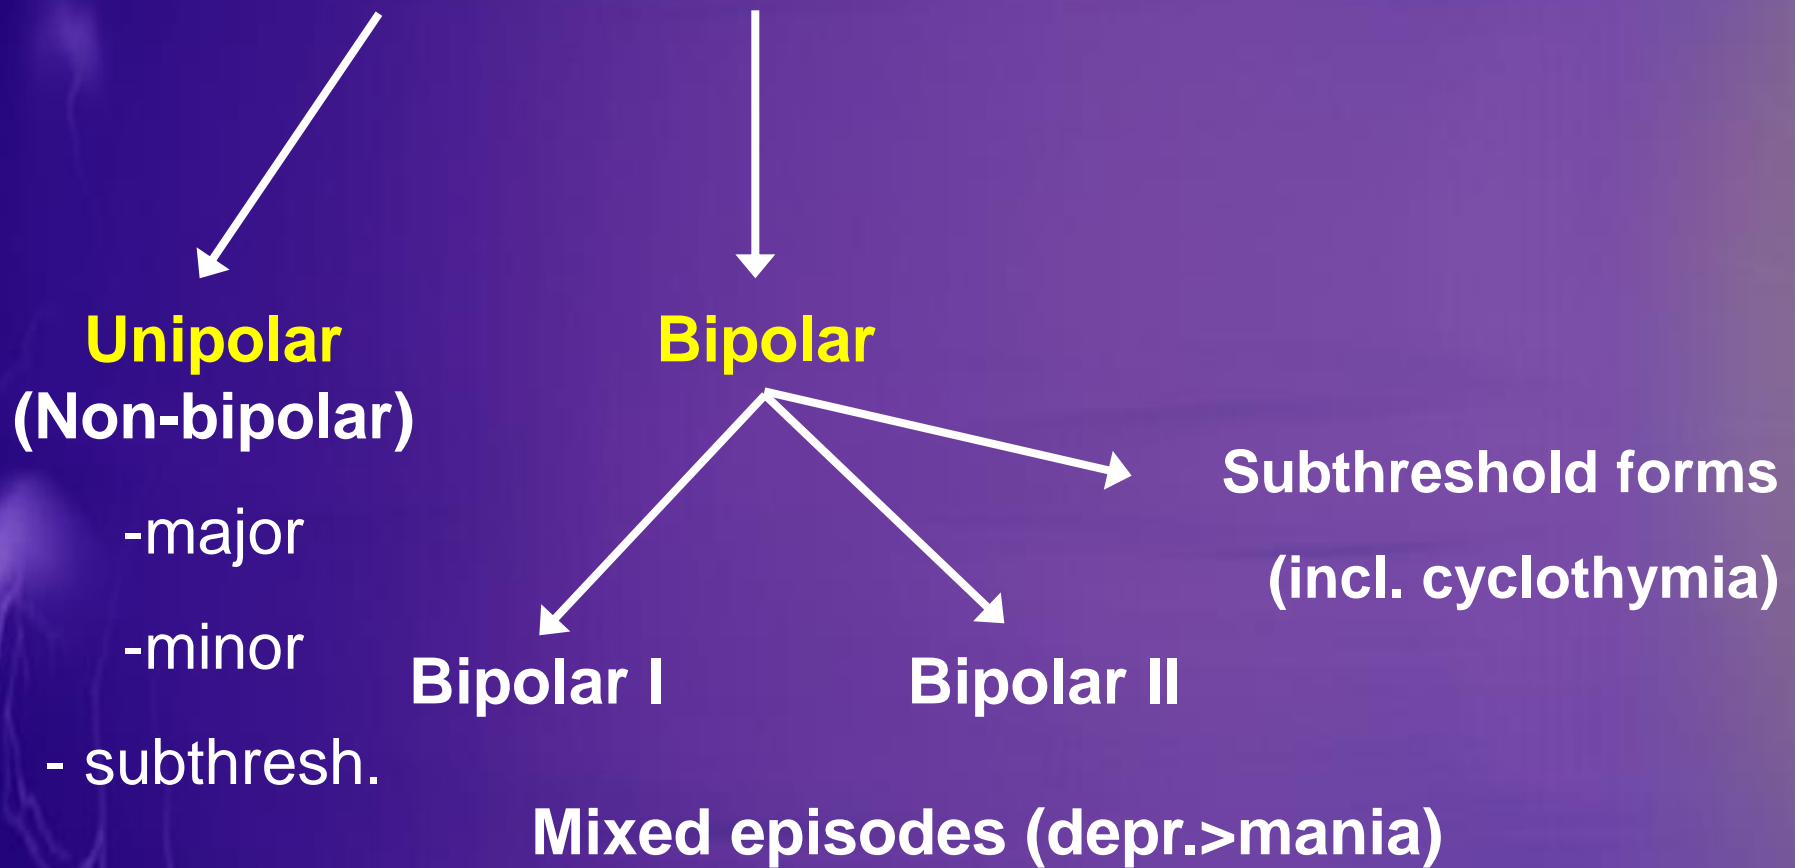 Unipolar
(Non-bipolar)
-major
-minor
- subthresh.
Bipolar
Subthreshold forms
(incl. cyclothymia)
Bipolar I
Bipolar II
Mixed episodes (depr.>mania)